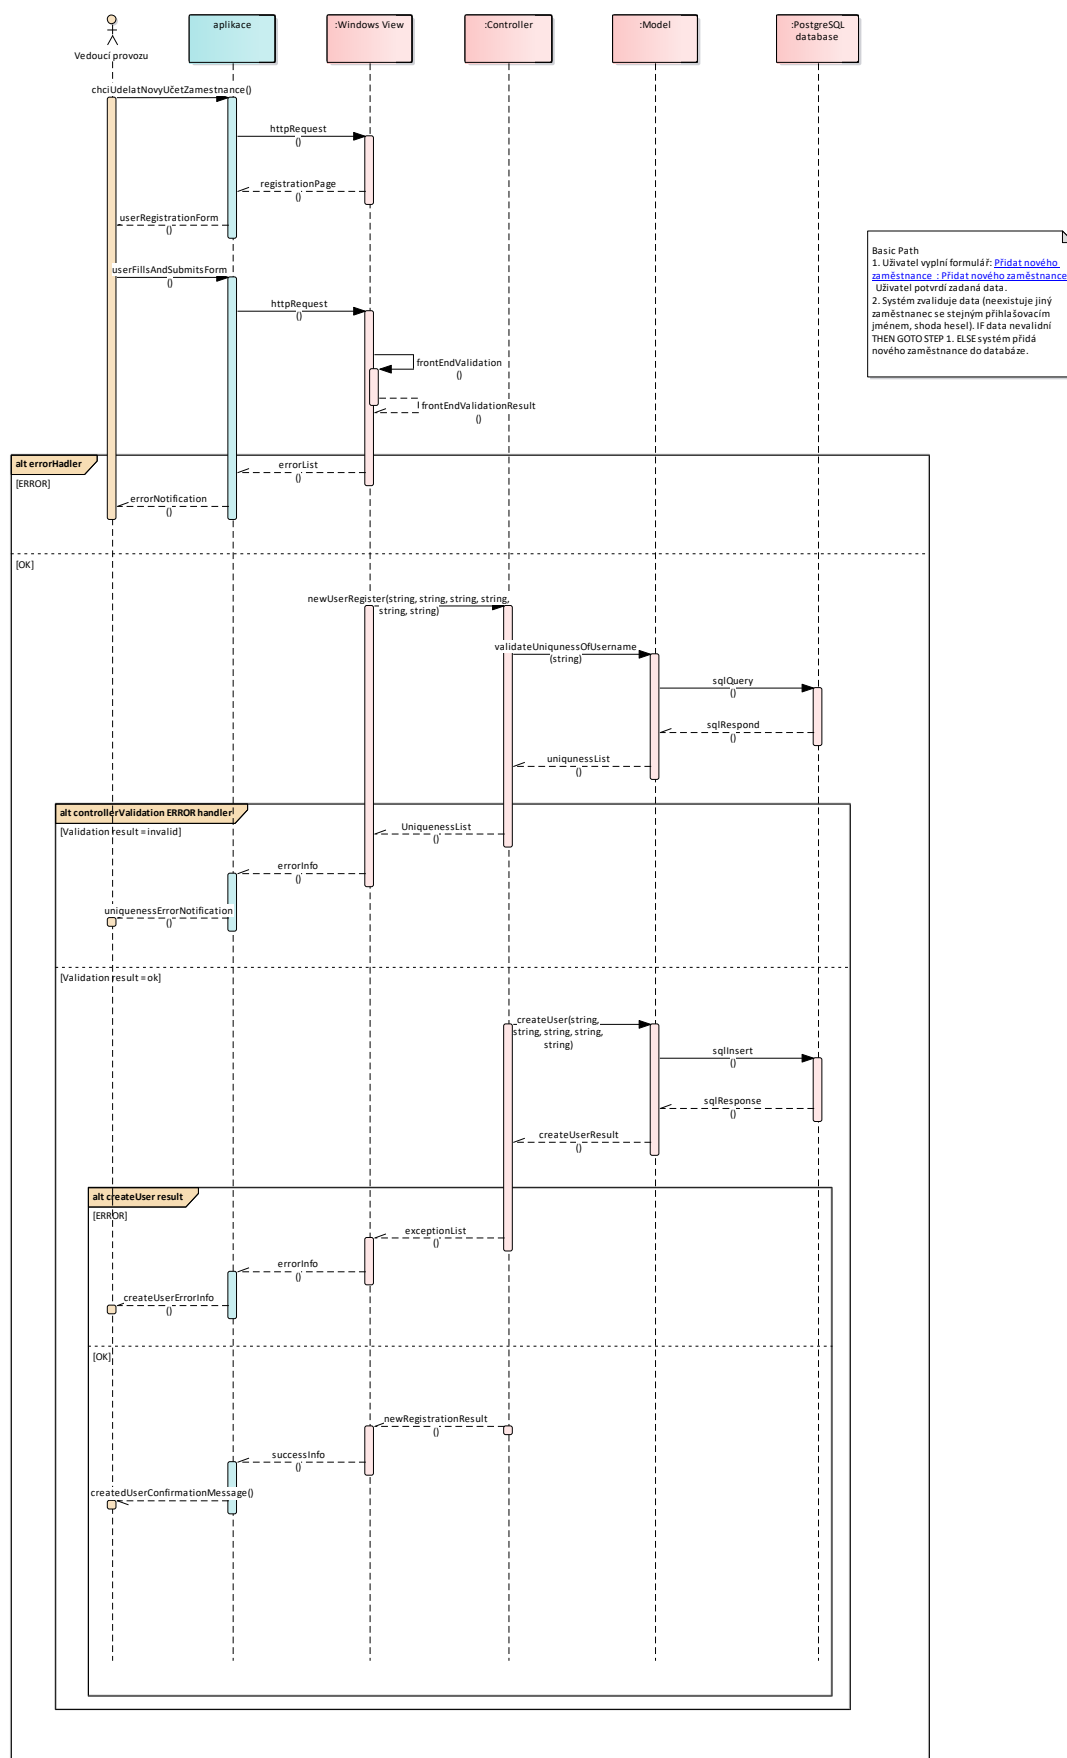 Vedoucí provozu
aplikace
:Windows View
:Controller
:Model
:PostgreSQL
database
chciUdelatNovyUčetZamestnance()
httpRequest
()
registrationPage
()
userRegistrationForm
()
Basic Path
1. Uživatel vyplní formulář: Přidat nového
zaměstnance : Přidat nového zaměstnance
Uživatel potvrdí zadaná data.
2. Systém zvaliduje data (neexistuje jiný
zaměstnanec se stejným přihlašovacím
jménem, shoda hesel). IF data nevalidní
THEN GOTO STEP 1. ELSE systém přidá
nového zaměstnance do databáze.
userFillsAndSubmitsForm
()
httpRequest
()
frontEndValidation
()
frontEndValidationResult
()
alt errorHadler
[ERROR]
errorList
()
errorNotification
()
[OK]
newUserRegister(string, string, string, string,
string, string)
validateUniqunessOfUsername
(string)
sqlQuery
()
sqlRespond
()
uniqunessList
()
alt controllerValidation ERROR handler
[Validation result = invalid]
UniquenessList
()
errorInfo
()
uniquenessErrorNotification
()
[Validation result = ok]
createUser(string,
string, string, string,
string)
sqlInsert
()
sqlResponse
()
createUserResult
()
alt createUser result
[ERROR]
exceptionList
()
errorInfo
()
createUserErrorInfo
()
[OK]
newRegistrationResult
()
successInfo
()
createdUserConfirmationMessage()